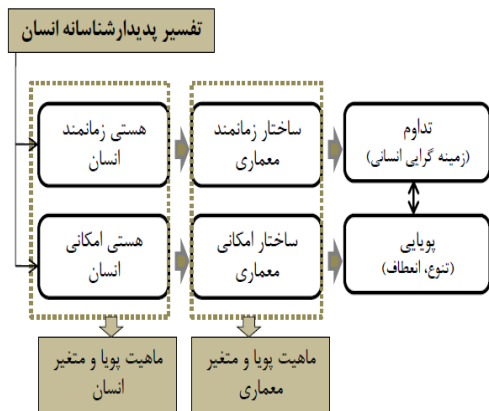 تفسیر پدیدارشناسانه انسان
هستی زمانمند
انسان
ساختار زمانمند
معماری
تداوم
(زمینه گرایی انسانی)
هستی امکانی
انسان
ساختار امکانی
معماری
پویایی
(تنوع، انعطاف)
ماهیت پویا و متغیر
انسان
ماهیت پویا و متغیر
معماری